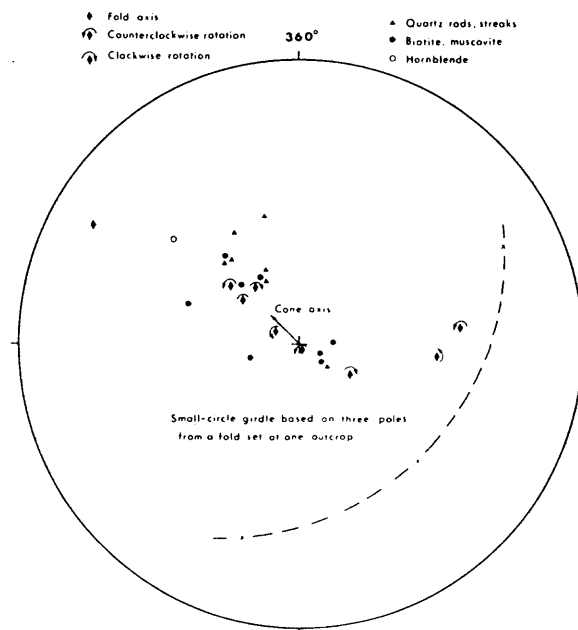 Fold axis
Counterclockwise rotation
Clockwise rotation
360°
Quartz rods, streaks
Biotite, muscovite
Hornblende
Cone axis
Small-circle girdle based on three poles
from a fold set at one outcrop